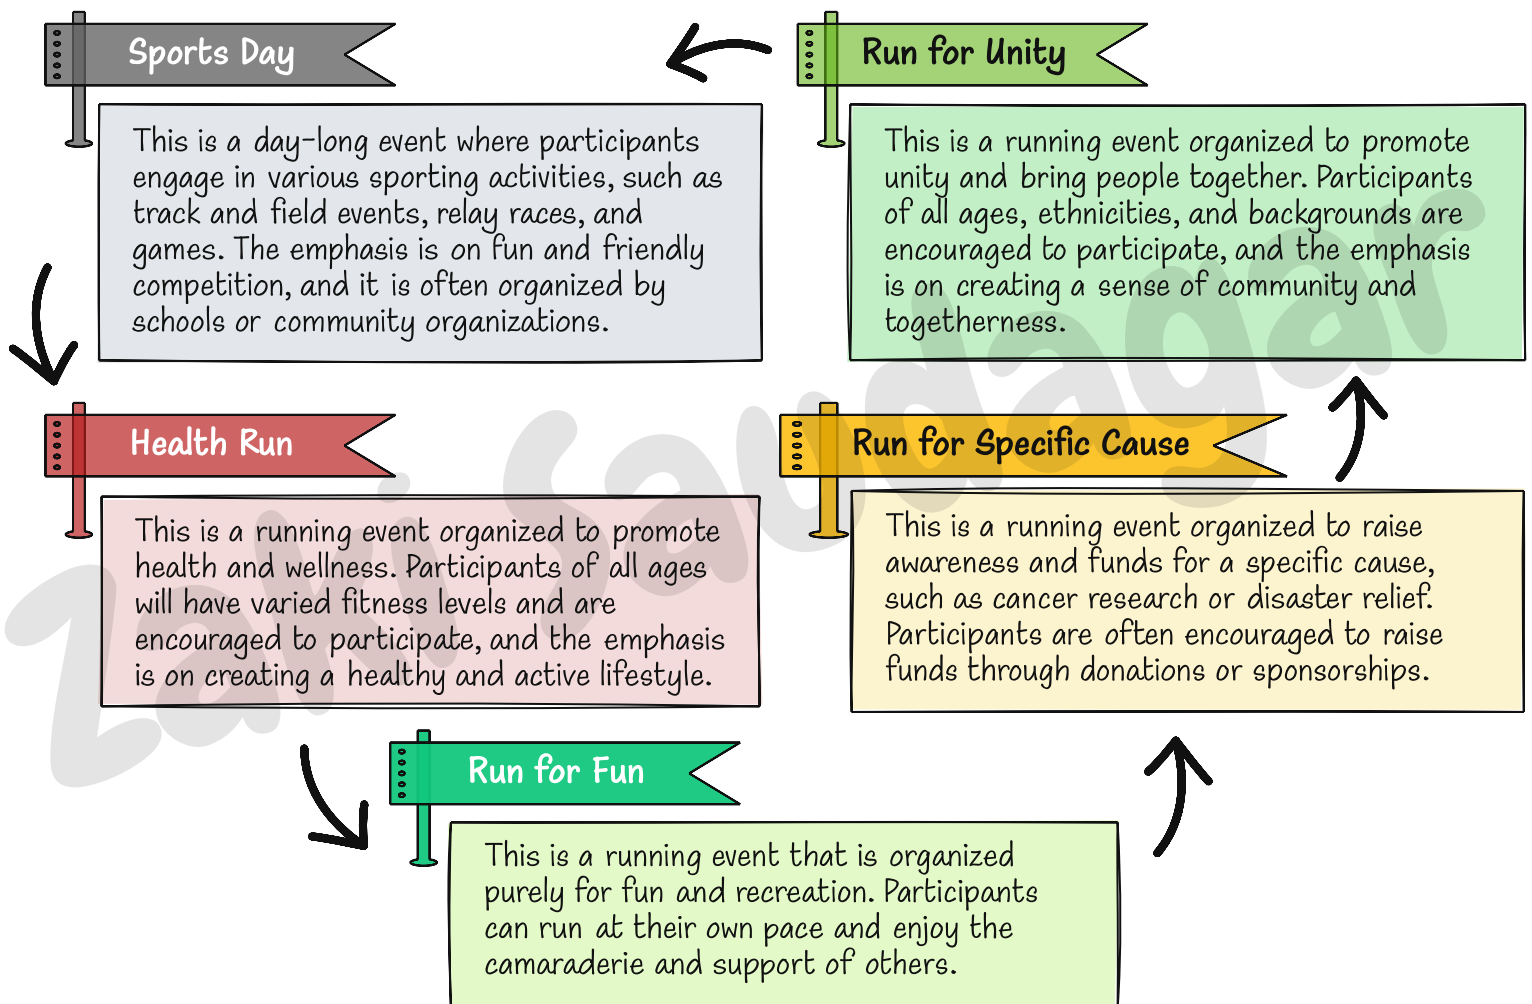 Sports Day
This is a day-long event where participants
engage in various sporting activities, such as
track and field events, relay races, and
games. The emphasis is on fun and friendly
competition, and it is often organized by
schools or community organizations.
Run for Unity
This is a running event organized to promote
unity and bring people together. Participants
of all ages, ethnicities, and backgrounds are
encouraged to participate, and the emphasis
is on creating a sense of community and
togetherness.
Health Run
This is a running event organized to promote
health and wellness. Participants of all ages
will have varied fitness levels and are
encouraged to participate, and the emphasis
is on creating a healthy and active lifestyle.
Run for Specific Cause
This is a running event organized to raise
awareness and funds for a specific cause,
such as cancer research or disaster relief.
Participants are often encouraged to raise
funds through donations or sponsorships.
Run for Fun
This is a running event that is organized
purely for fun and recreation. Participants
can run at their own pace and enjoy the
camaraderie and support of others.
Zaki Saudagar